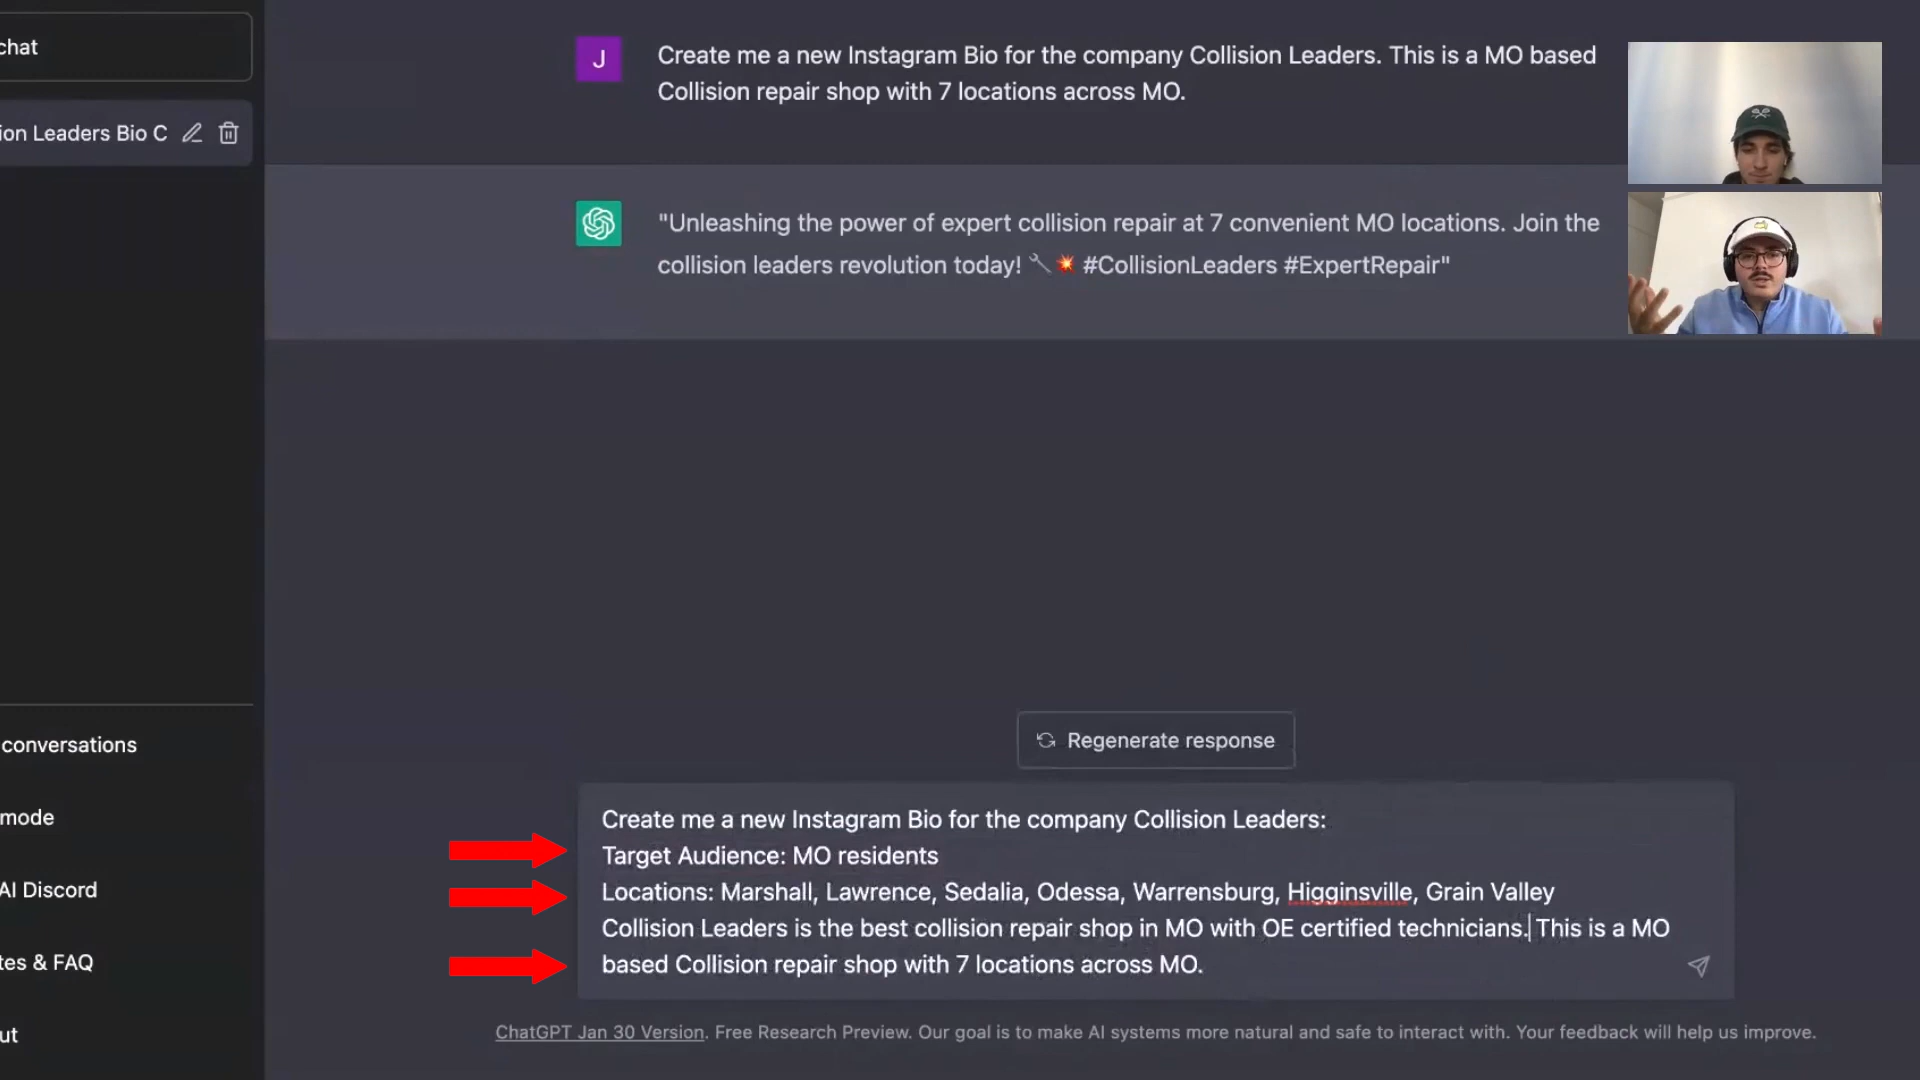 chat
ion Leaders Bio C
J
Create me a new Instagram Bio for the company Collision Leaders. This is a MO based
Collision repair shop with 7 locations across MO.
"Unleashing the power of expert collision repair at 7 convenient MO locations. Join the
collision leaders revolution today! 🔧💥 #CollisionLeaders #ExpertRepair"
Regenerate response
Create me a new Instagram Bio for the company Collision Leaders:
Target Audience: MO residents
Locations: Marshall, Lawrence, Sedalia, Odessa, Warrensburg, Higginsville, Grain Valley
Collision Leaders is the best collision repair shop in MO with OE certified technicians. This is a MO
based Collision repair shop with 7 locations across MO.
conversations
mode
AI Discord
tes & FAQ
ut
ChatGPT Jan 30 Version. Free Research Preview. Our goal is to make AI systems more natural and safe to interact with. Your feedback will help us improve.